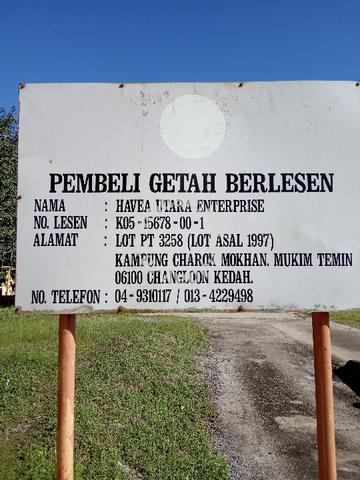 PEMBELI GETAH BERLESEN
NAMA : HAVEA UTARA ENTERPRISE
NO. LESEN : K05-15678-00-1
ALAMAT : LOT PT 3258 (LOT ASAL 1997)
KAMPUNG CHAROK MOKHAN. MUKIM TEMIN
06100 CHANGLOON KEDAH.
NO. TELEFON : 04-9310117 / 013-4229498